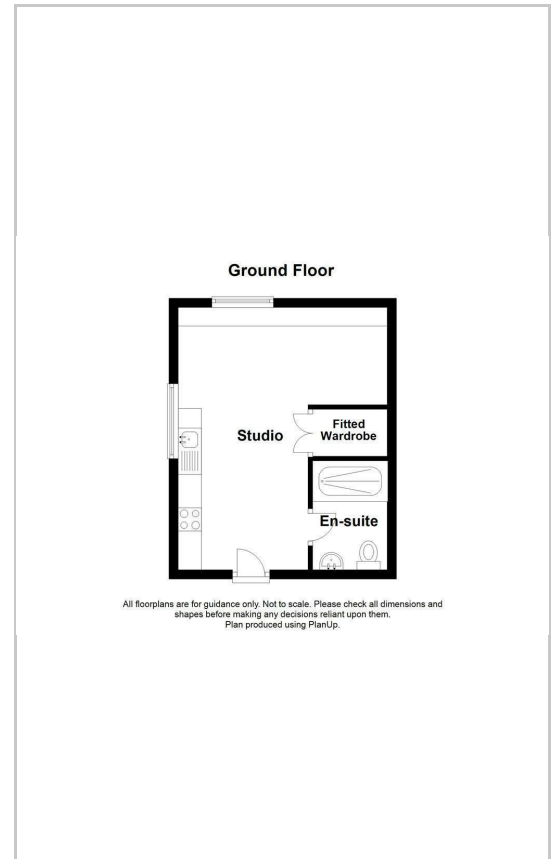 Ground Floor
Studio
Fitted
Wardrobe
En-suite
All floorplans are for guidance only. Not to scale. Please check all dimensions and
shapes before making any decisions reliant upon them.
Plan produced using PlanUp.